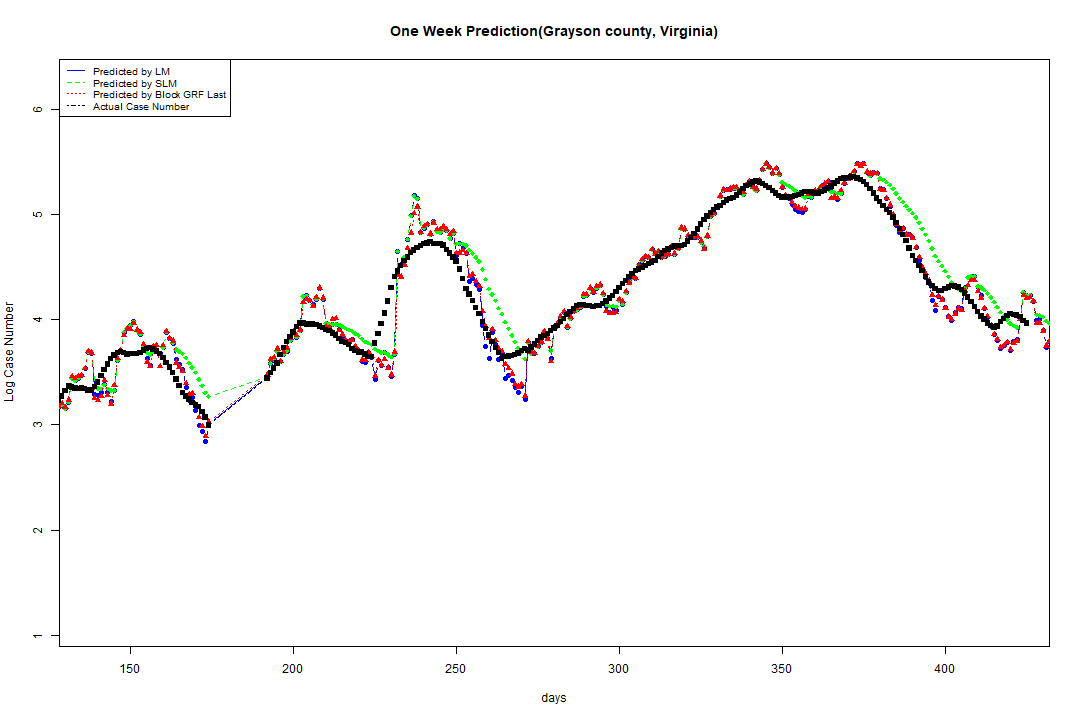 One Week Prediction(Grayson county, Virginia)
Predicted by LM
Predicted by SLM
Predicted by Block GRF Last
Actual Case Number
6
5
4
3
2
1
Log Case Number
150 200 250 300 350 400
days